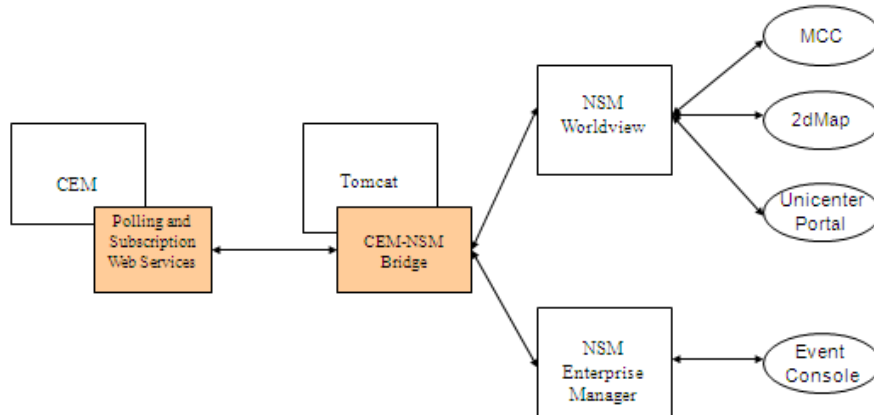 MCC
NSM
Worldview
2dMap
CEM
Tomcat
Unicenter
Portal
Polling and
Subscription
Web Services
CEM-NSM
Bridge
NSM
Enterprise
Manager
Event
Console